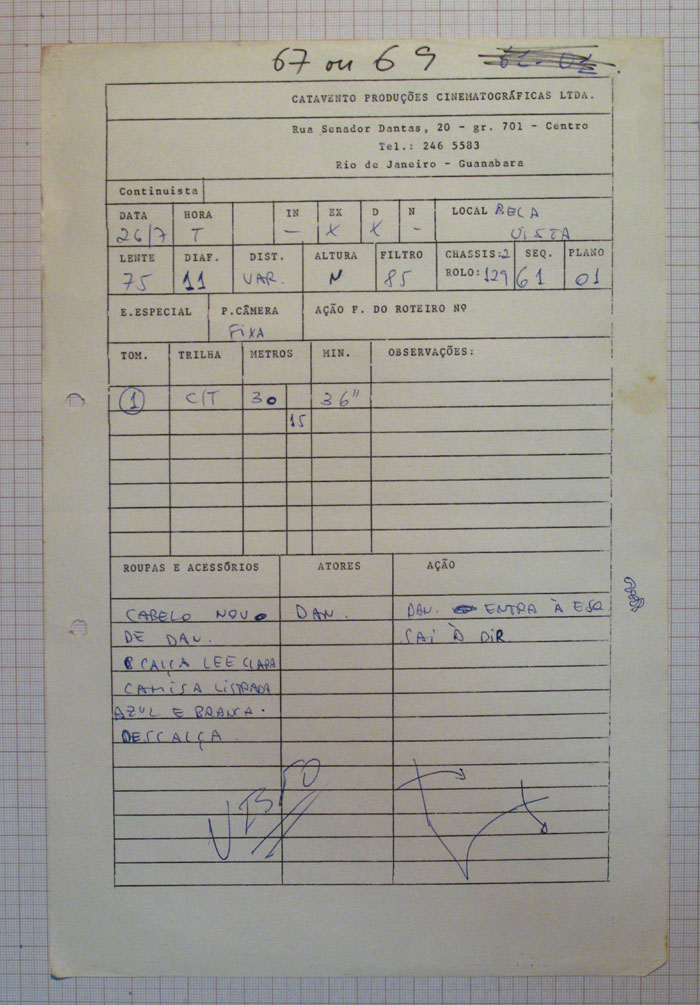 67 ou 69
CATAVENTO PRODUÇÕES CINEMATOGRÁFICAS LTDA.
Rua Senador Dantas, 20 - gr. 701 - Centro
Tel.: 246 5583
Rio de Janeiro - Guanabara
Continuista
DATA HORA IN EX D N LOCAL BELA
26/7 T - X X - VISTA
LENTE DIAF. DIST. ALTURA FILTRO CHASSIS:2 SEQ. PLANO
75 11 VAR. N 85 ROLO:129 61 01
E.ESPECIAL P.CÂMERA AÇÃO F. DO ROTEIRO Nº
FIXA
TOM. TRILHA METROS MIN. OBSERVAÇÕES:
1 C/T 30 36"
15
ROUPAS E ACESSÓRIOS ATORES AÇÃO
CABELO NOVO DAN. DAN. ENTRA À ESQ
DE DAN. SAI À DIR.
CALÇA LEE CLARA
CAMISA LISTRADA
AZUL E BRANCA.
DESCALÇA